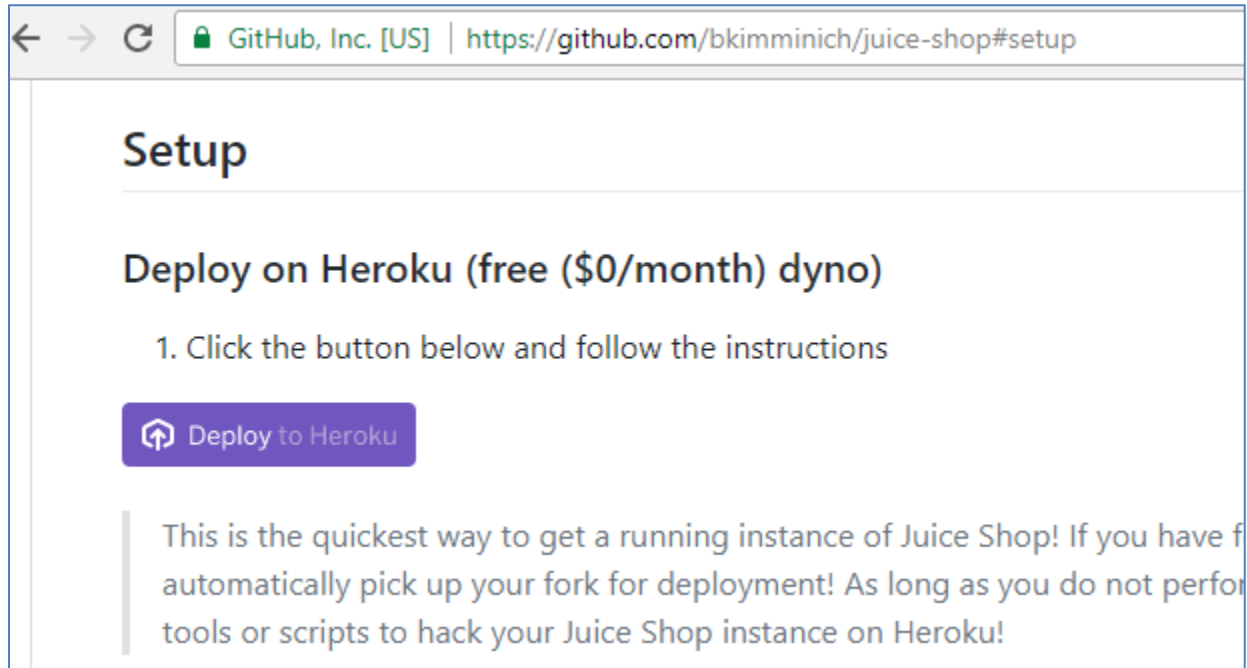 GitHub, Inc. [US] | https://github.com/bkimminich/juice-shop#setup
Setup
Deploy on Heroku (free ($0/month) dyno)
1. Click the button below and follow the instructions
Deploy to Heroku
This is the quickest way to get a running instance of Juice Shop! If you have
automatically pick up your fork for deployment! As long as you do not
tools or scripts to hack your Juice Shop instance on Heroku!